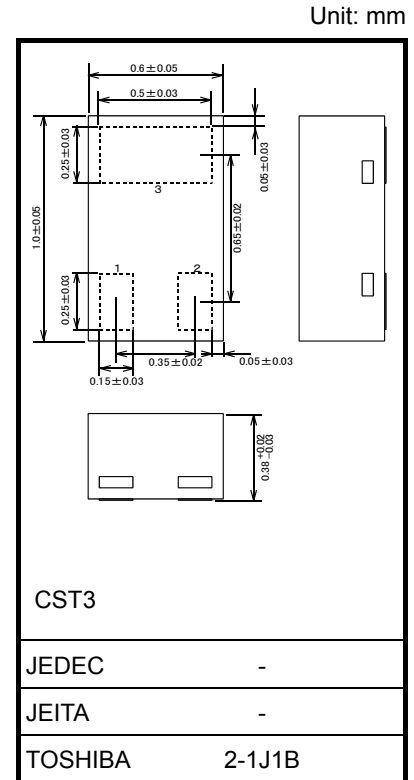 Unit: mm
0.6±0.05
0.5±0.03
0.25±0.03
3
0.05±0.03
1.0±0.05
0.65±0.02
1
2
0.25±0.03
0.35±0.02
0.05±0.03
0.15±0.03
0.38 +0.02 -0.03
CST3
JEDEC -
JEITA -
TOSHIBA 2-1J1B